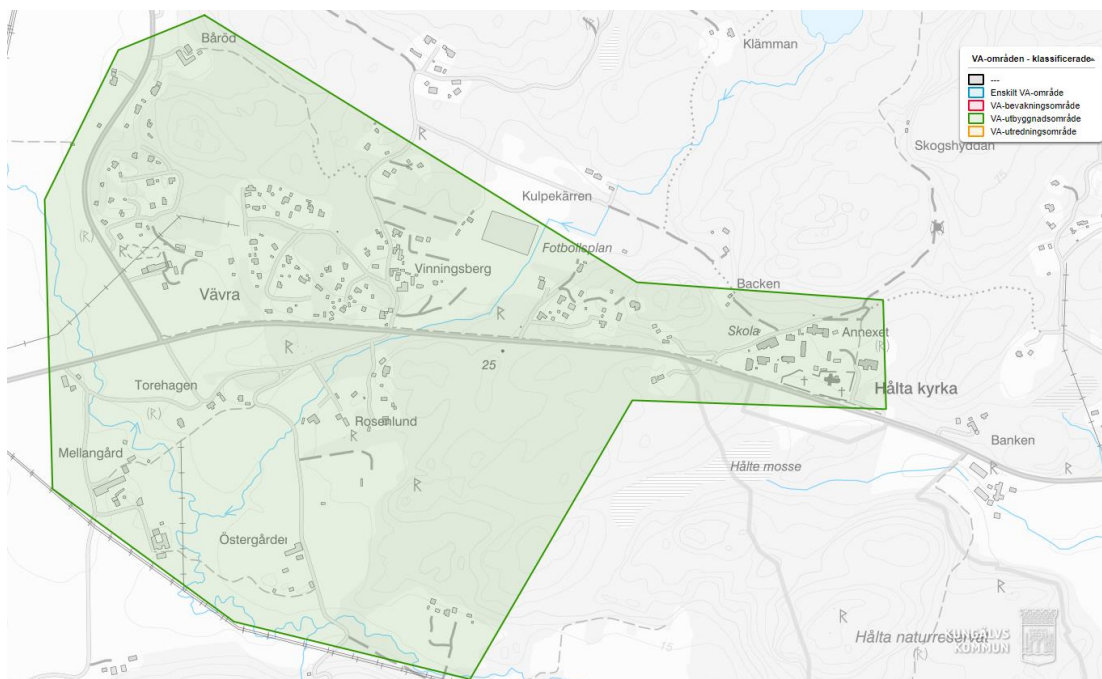 Båröd
Klämman
VA-områden - klassificerade
---
Enskilt VA-område
VA-bevakningsområde
VA-utbyggnadsområde
VA-utredningsområde
Skogshyddan
R
Kulpekärren
Fotbollsplan
(R)
R
Vinningsberg
Vävra
Backen
R
Skola
Annexet
(R)
R
25
Torehagen
Hålta kyrka
(R)
Rosenlund
Banken
Mellangård
Hålte mosse
R
R
R
R
Östergården
R
R
R
15
Hålta naturreservat
KUNGÄLVS
KOMMUN
(R)